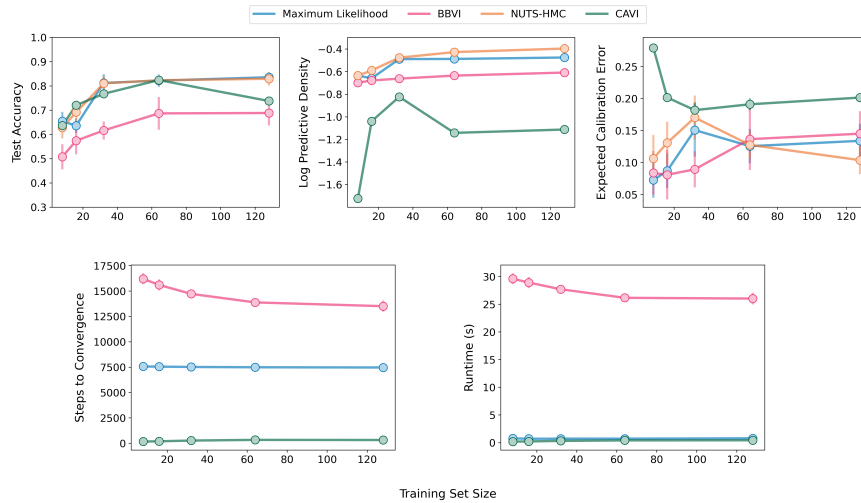 Maximum Likelihood BBVI NUTS-HMC CAVI
Test Accuracy
1.0
0.9
0.8
0.7
0.6
0.5
0.4
0.3
20 40 60 80 100 120
Log Predictive Density
−0.4
−0.6
−0.8
−1.0
−1.2
−1.4
−1.6
20 40 60 80 100 120
Expected Calibration Error
0.25
0.20
0.15
0.10
0.05
20 40 60 80 100 120
Steps to Convergence
17500
15000
12500
10000
7500
5000
2500
0
20 40 60 80 100 120
Runtime (s)
30
25
20
15
10
5
0
20 40 60 80 100 120
Training Set Size